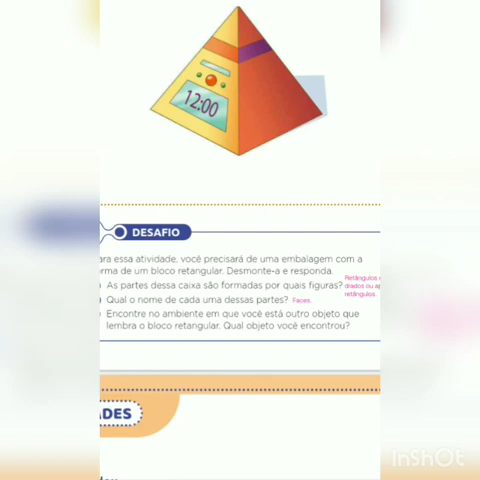 12:00
DESAFIO
ara essa atividade, você precisará de uma embalagem com a
rma de um bloco retangular. Desmonte-a e responda.
) As partes dessa caixa são formadas por quais figuras? Retângulos
drados ou
retângulos.
) Qual o nome de cada uma dessas partes? Faces.
Encontre no ambiente em que você está outro objeto que
lembra o bloco retangular. Qual objeto você encontrou?
ADES
InShOt